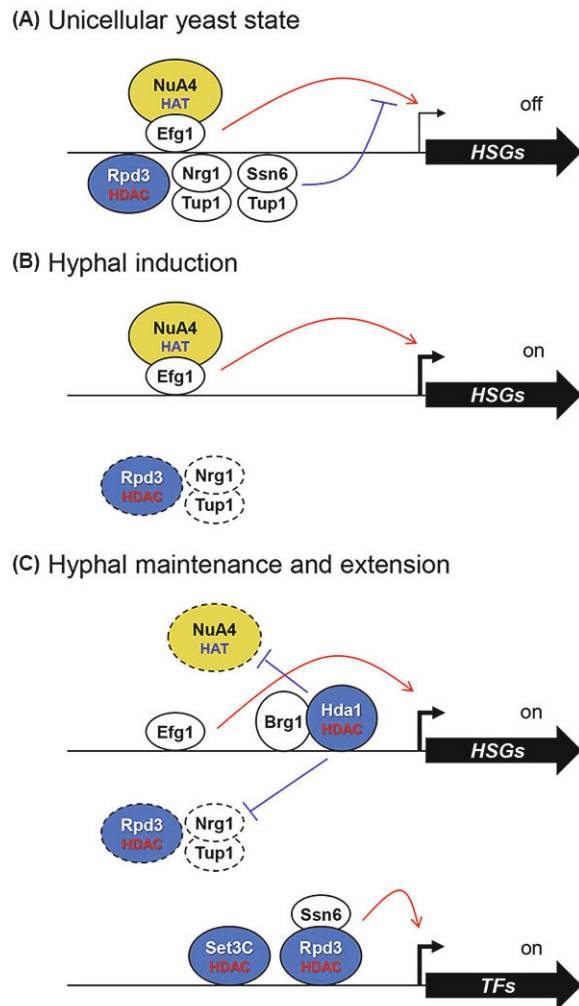 (A) Unicellular yeast state
NuA4
HAT
Efg1
off
HSGs
Rpd3
HDAC
Nrg1
Tup1
Ssn6
Tup1
(B) Hyphal induction
NuA4
HAT
Efg1
on
HSGs
Rpd3
HDAC
Nrg1
Tup1
(C) Hyphal maintenance and extension
NuA4
HAT
Efg1
Brg1
Hda1
HDAC
on
HSGs
Rpd3
HDAC
Nrg1
Tup1
Set3C
HDAC
Ssn6
Rpd3
HDAC
on
TFs